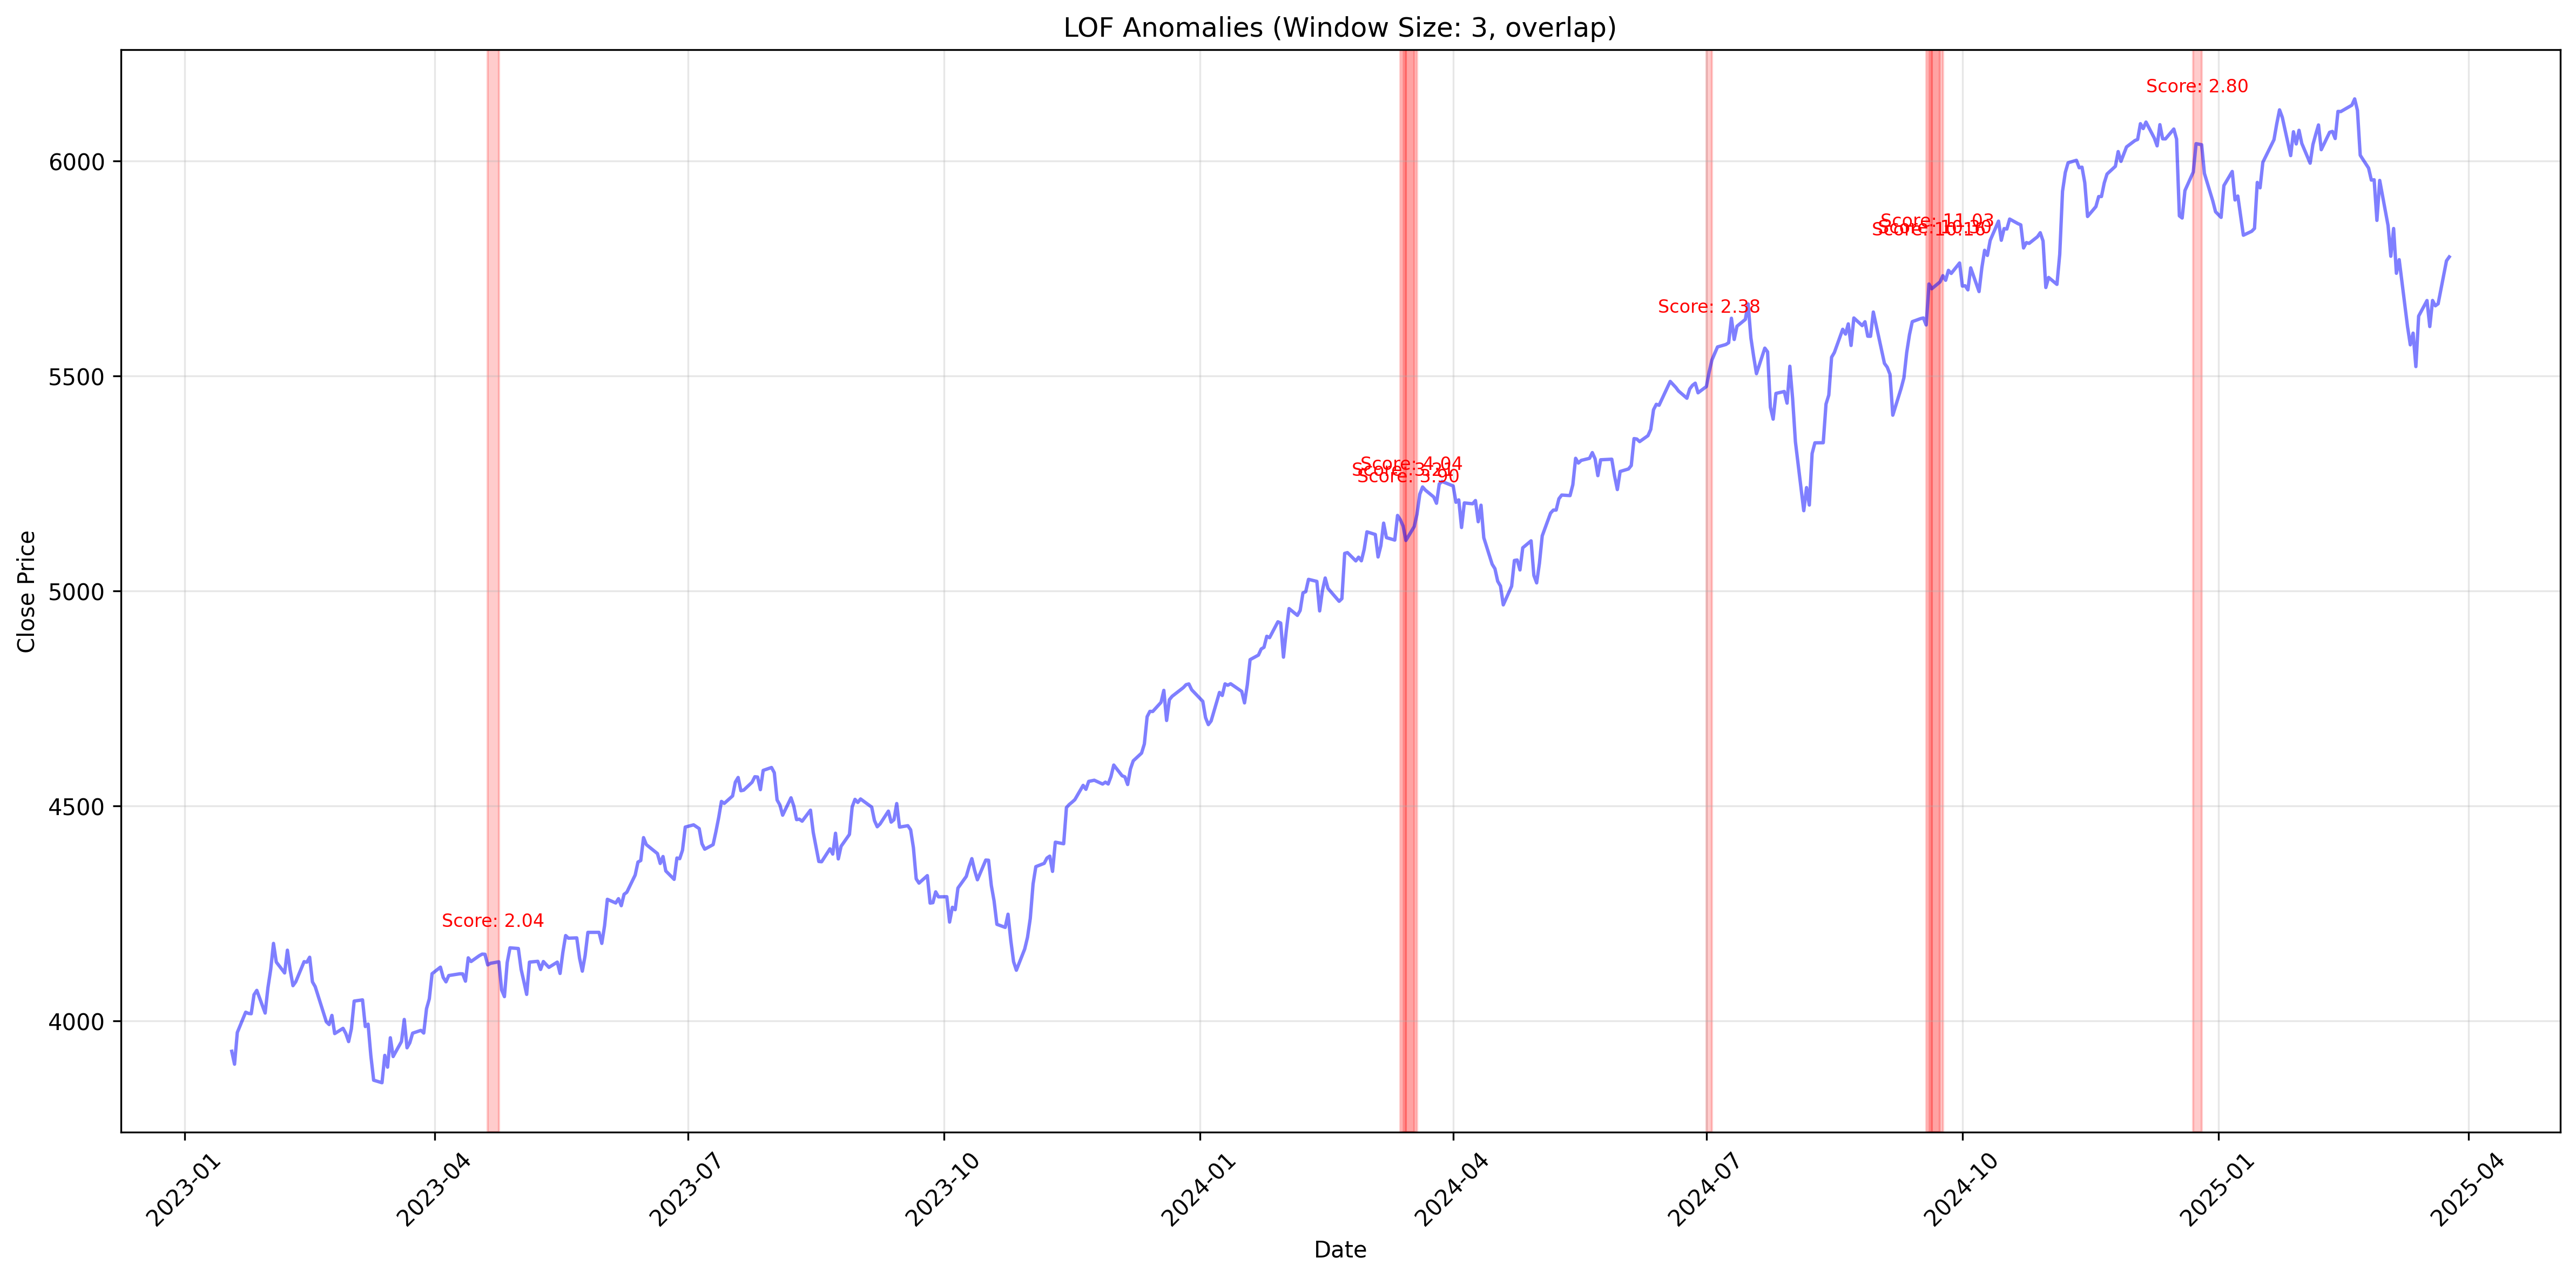 LOF Anomalies (Window Size: 3, overlap)
Score: 2.80
6000
Score: 11.03
Score: 2.38
5500
Score: 4.04
Score: 3.90
5000
4500
Score: 2.04
4000
Close Price
2023-01
2023-04
2023-07
2023-10
2024-01
2024-04
2024-07
2024-10
2025-01
2025-04
Date